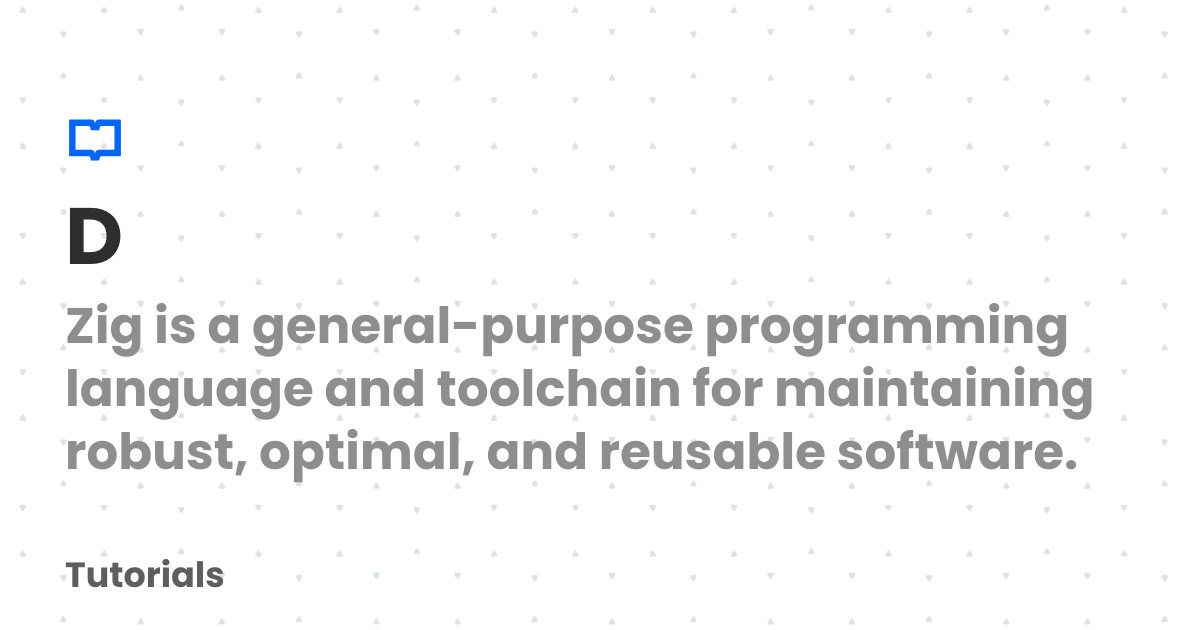 D
Zig is a general-purpose programming
language and toolchain for maintaining
robust, optimal, and reusable software.
Tutorials